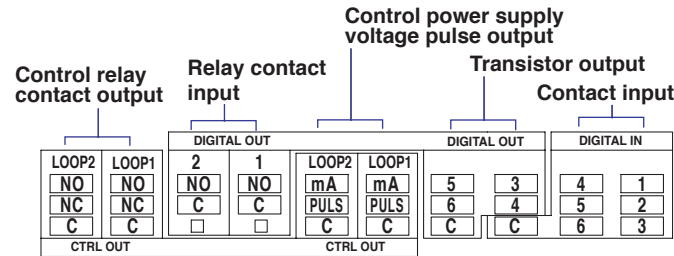 Control power supply
voltage pulse output
Control relay
contact output
Relay contact
input
Transistor output
Contact input
DIGITAL OUT
DIGITAL OUT
DIGITAL IN
LOOP2 LOOP1 2 1 LOOP2 LOOP1
NO NO NO NO mA mA 5 3 4 1
NC NC C C PULS PULS 6 4 5 2
C C C C C C 6 3
CTRL OUT
CTRL OUT